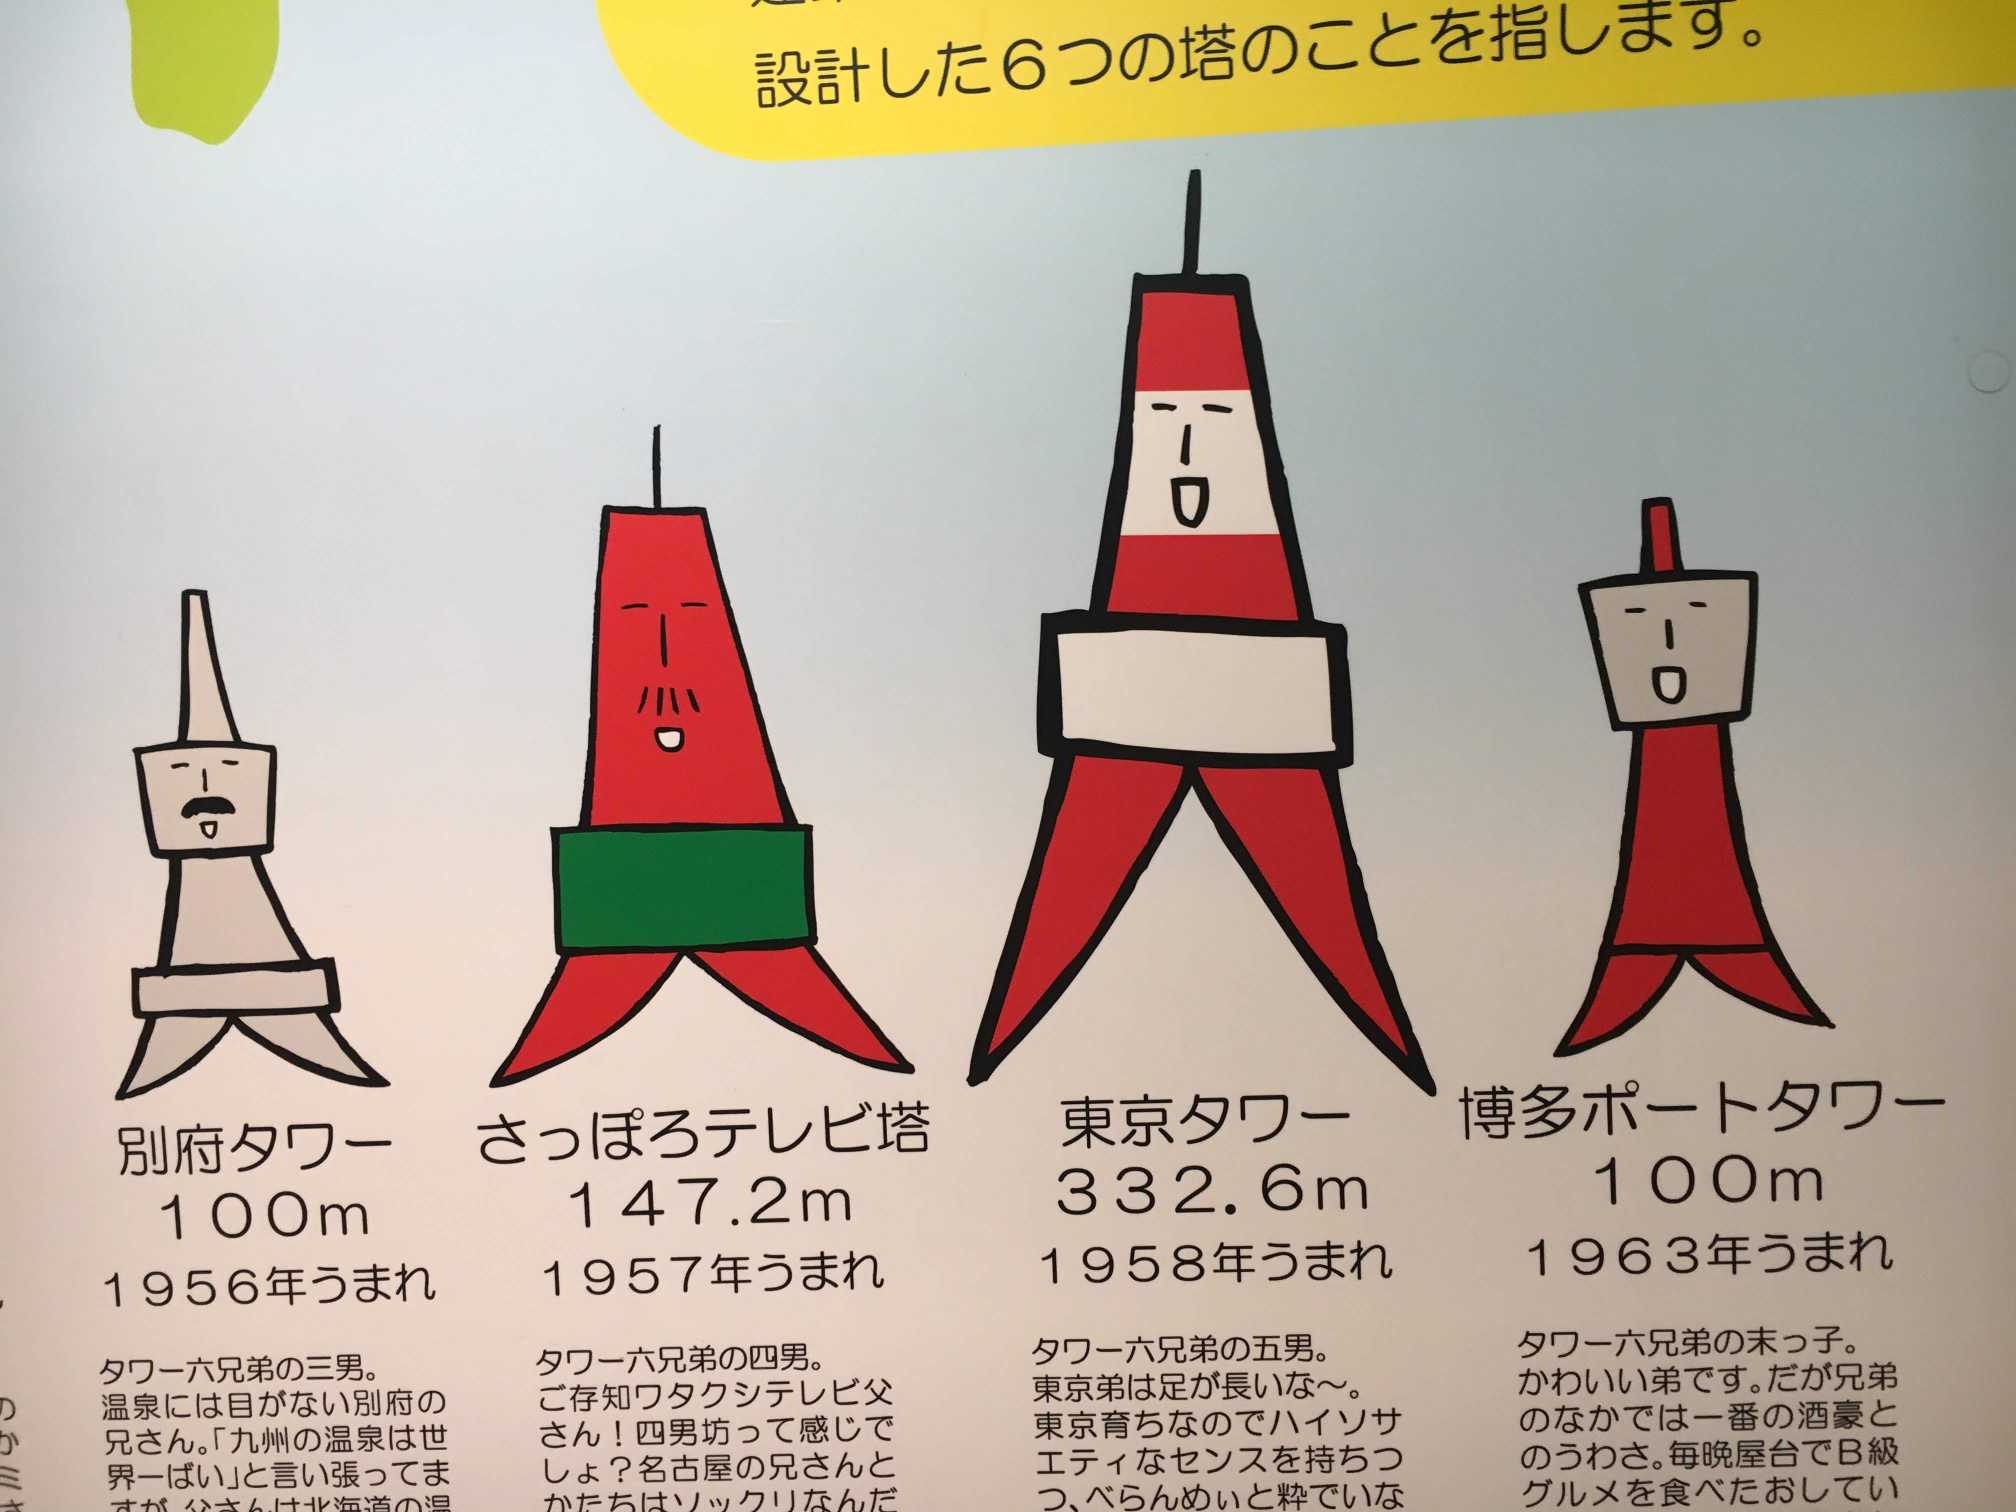 設計した６つの塔のことを指します。
別府タワー
１００m
１９５６年うまれ
タワー六兄弟の三男。
温泉には目がない別府の
兄さん。「九州の温泉は世
界一ばい」と言い張ってま
すが、父さんは北海道の温
さっぽろテレビ塔
１４７.２m
１９５７年うまれ
タワー六兄弟の四男。
ご存知ワタクシテレビ父
さん！四男坊って感じで
しょ？名古屋の兄さんと
かたちはソックリなんだ
東京タワー
３３２.６m
１９５８年うまれ
タワー六兄弟の五男。
東京弟は足が長いな〜。
東京育ちなのでハイソサ
エティなセンスを持ちつ
つ、べらんめぃと粋でいな
博多ポートタワー
１００m
１９６３年うまれ
タワー六兄弟の末っ子。
かわいい弟です。だが兄弟
のなかでは一番の酒豪と
のうわさ。毎晩屋台でＢ級
グルメを食べたおしてい